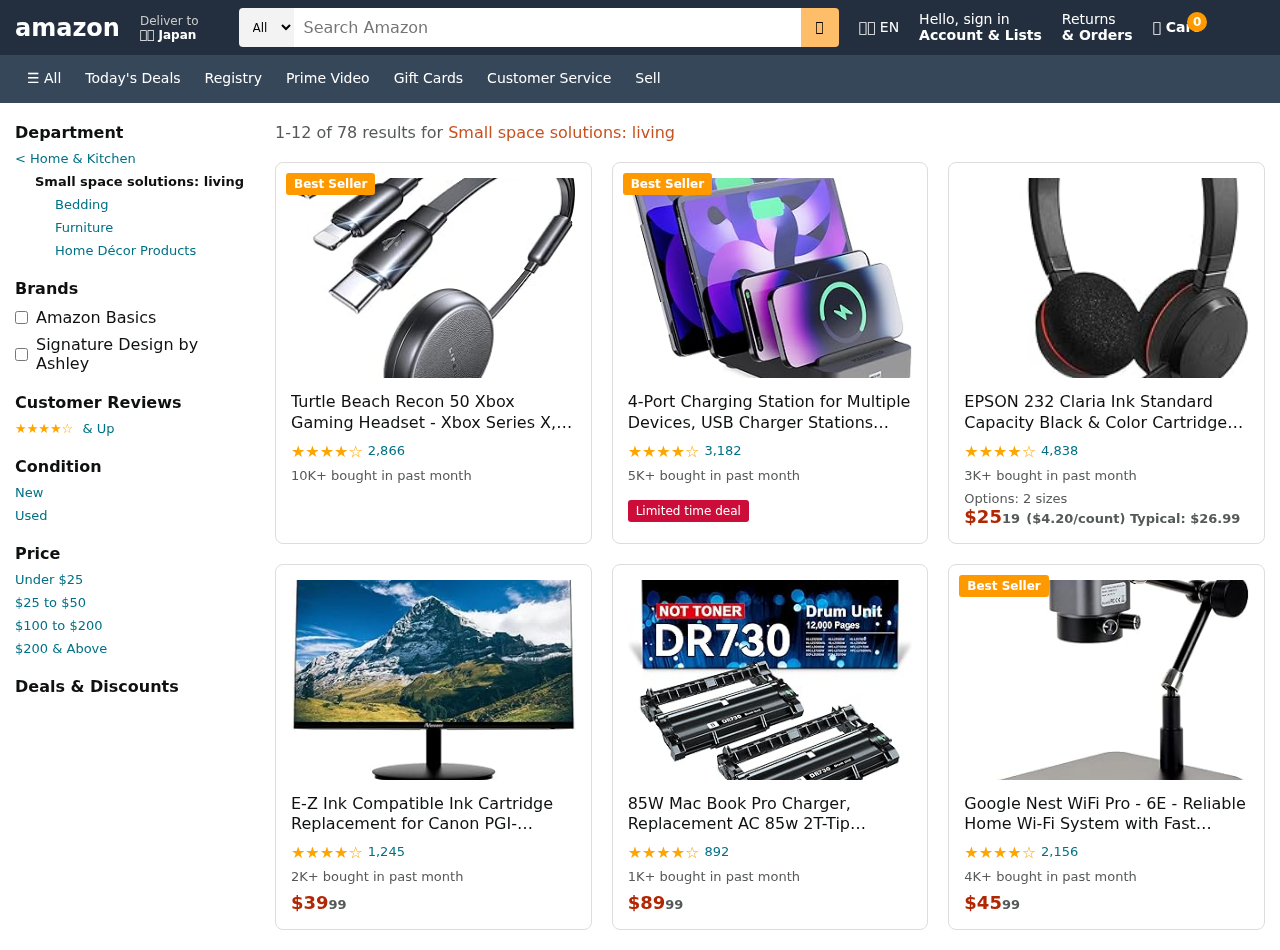 amazon
Deliver to
Japan
All
Search Amazon
EN
Hello, sign in
Account & Lists
Returns
& Orders
0
☰ All
Today's Deals
Registry
Prime Video
Gift Cards
Customer Service
Sell
Department
< Home & Kitchen
Small space solutions: living
Bedding
Furniture
Home Décor Products
Brands
Amazon Basics
Signature Design by
Ashley
Customer Reviews
★★★★☆ & Up
Condition
New
Used
Price
Under $25
$25 to $50
$100 to $200
$200 & Above
Deals & Discounts
1-12 of 78 results for Small space solutions: living
Best Seller
Turtle Beach Recon 50 Xbox
Gaming Headset - Xbox Series X,...
★★★★☆ 2,866
10K+ bought in past month
Best Seller
4-Port Charging Station for Multiple
Devices, USB Charger Stations...
★★★★☆ 3,182
5K+ bought in past month
Limited time deal
EPSON 232 Claria Ink Standard
Capacity Black & Color Cartridge...
★★★★☆ 4,838
3K+ bought in past month
Options: 2 sizes
$2519 ($4.20/count) Typical: $26.99
E-Z Ink Compatible Ink Cartridge
Replacement for Canon PGI-...
★★★★☆ 1,245
2K+ bought in past month
$3999
NOT TONER
DR730
Drum Unit
12,000 Pages
DR730
DR730
85W Mac Book Pro Charger,
Replacement AC 85w 2T-Tip...
★★★★☆ 892
1K+ bought in past month
$8999
Best Seller
Google Nest WiFi Pro - 6E - Reliable
Home Wi-Fi System with Fast...
★★★★☆ 2,156
4K+ bought in past month
$4599